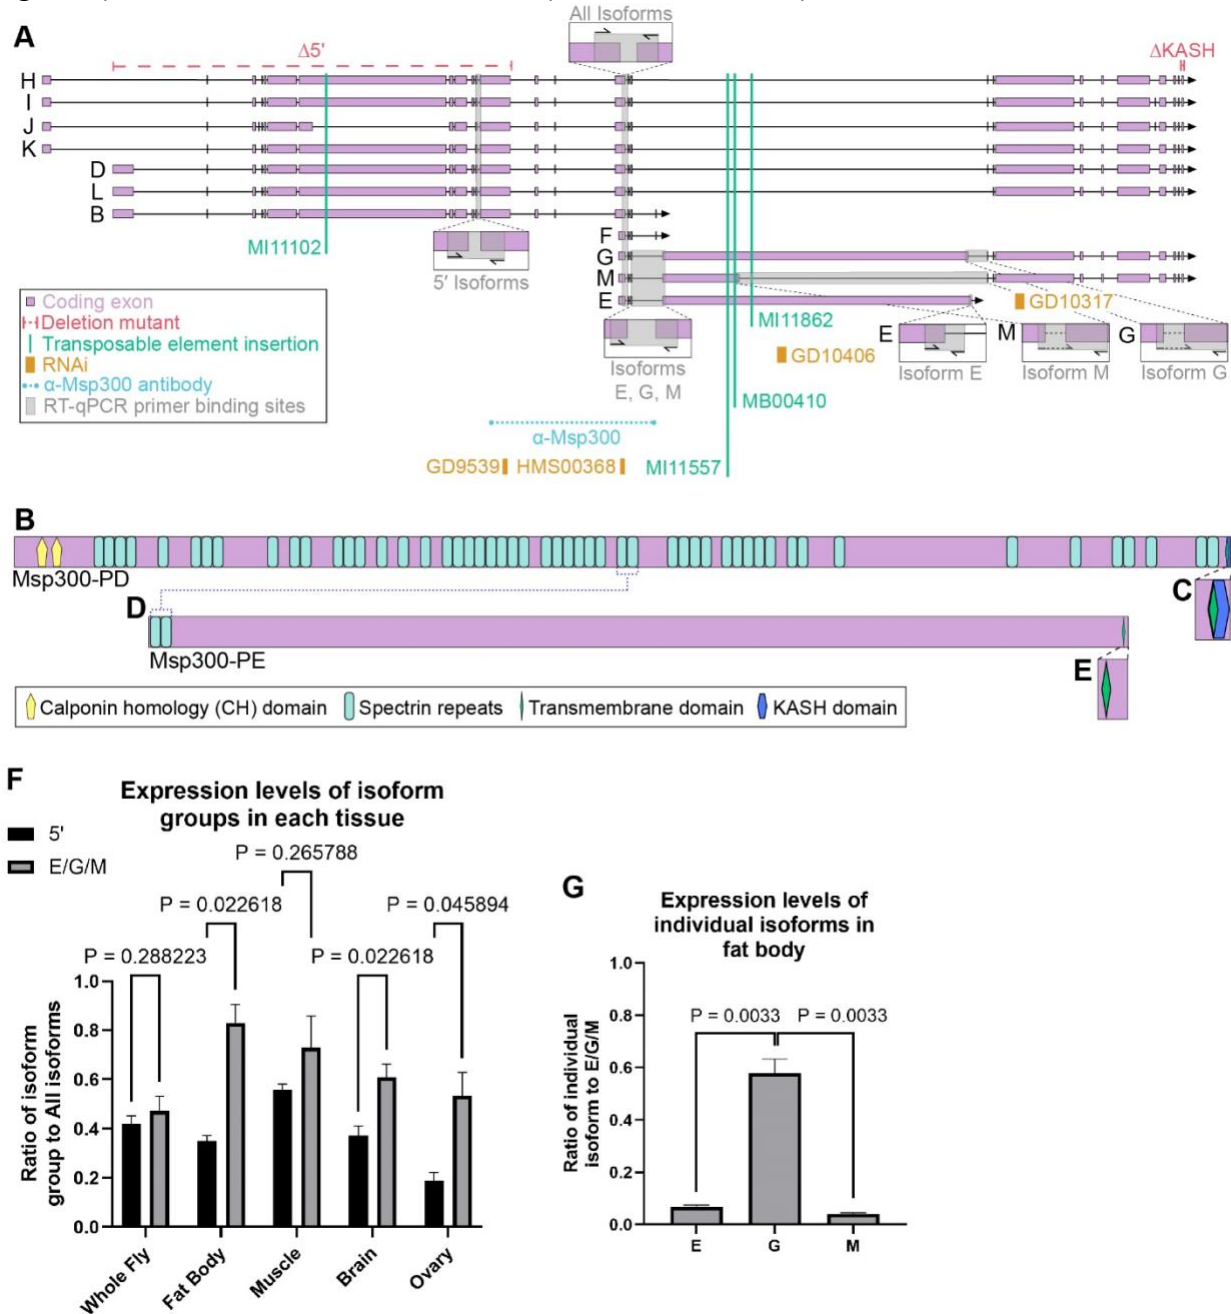 All Isoforms
A
Δ5'
ΔKASH
H
I
J
K
D
L
B
F
G
M
E
MI11102
5′ Isoforms
Coding exon
Deletion mutant
Transposable element insertion
RNAi
α-Msp300 antibody
RT-qPCR primer binding sites
Isoforms
E, G, M
GD10317
MI11862
GD10406
E
Isoform E
M
Isoform M
G
Isoform G
MB00410
α-Msp300
GD9539
HMS00368
MI11557
B
Msp300-PD
C
D
Msp300-PE
E
Calponin homology (CH) domain
Spectrin repeats
Transmembrane domain
KASH domain
F
Expression levels of isoform
groups in each tissue
5'
E/G/M
P = 0.265788
P = 0.022618
P = 0.045894
P = 0.288223
P = 0.022618
Ratio of isoform
group to All isoforms
1.0
0.8
0.6
0.4
0.2
0.0
Whole Fly
Fat Body
Muscle
Brain
Ovary
G
Expression levels of
individual isoforms in
fat body
P = 0.0033
P = 0.0033
Ratio of individual
isoform to E/G/M
1.0
0.8
0.6
0.4
0.2
0.0
E
G
M